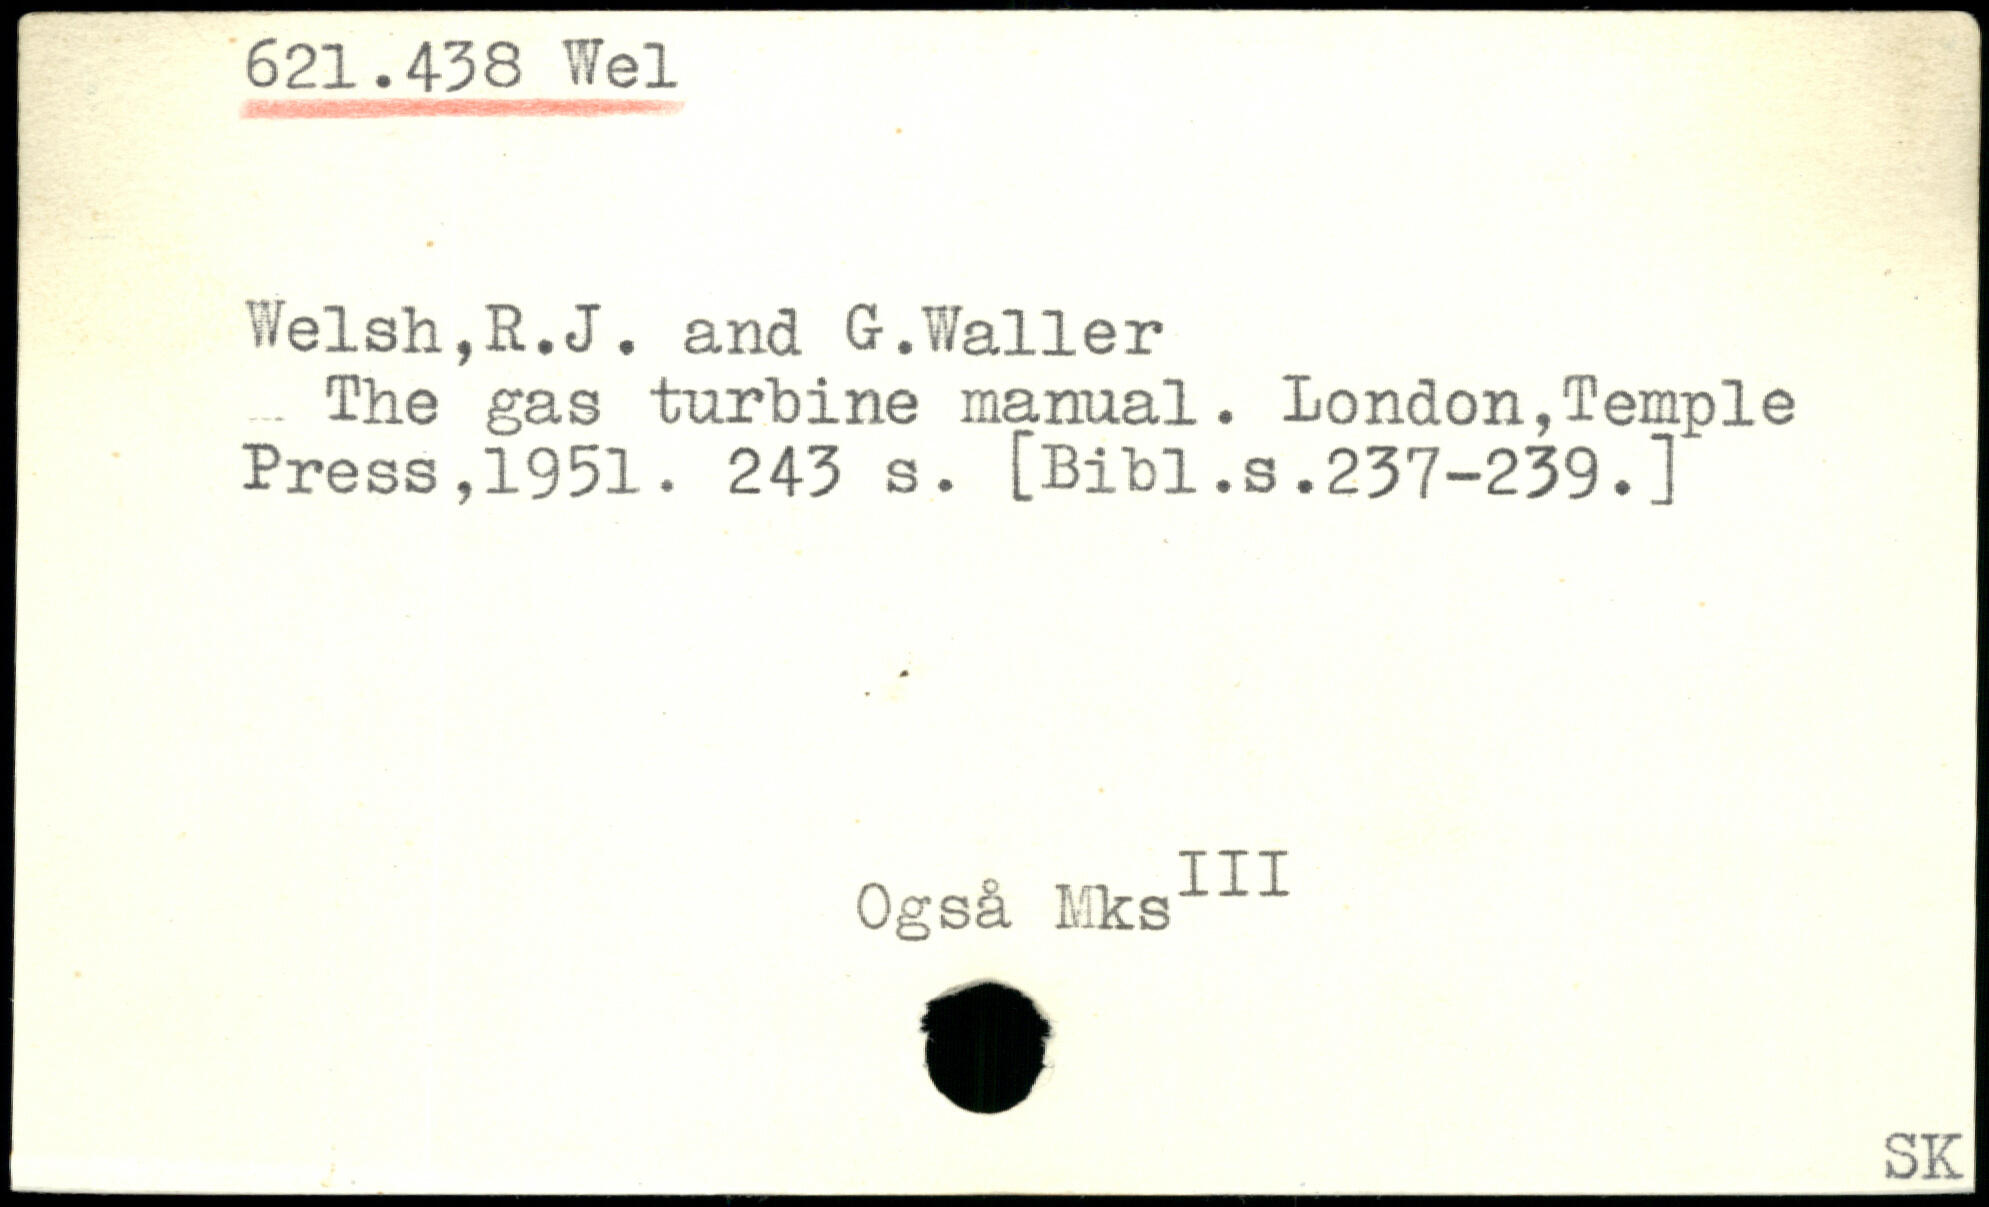 621.438 Wel
Welsh,R.J. and G.Waller
The gas turbine manual. London,Temple
Press,1951. 243 s. [Bibl.s.237-239.]
Også Mks III
SK